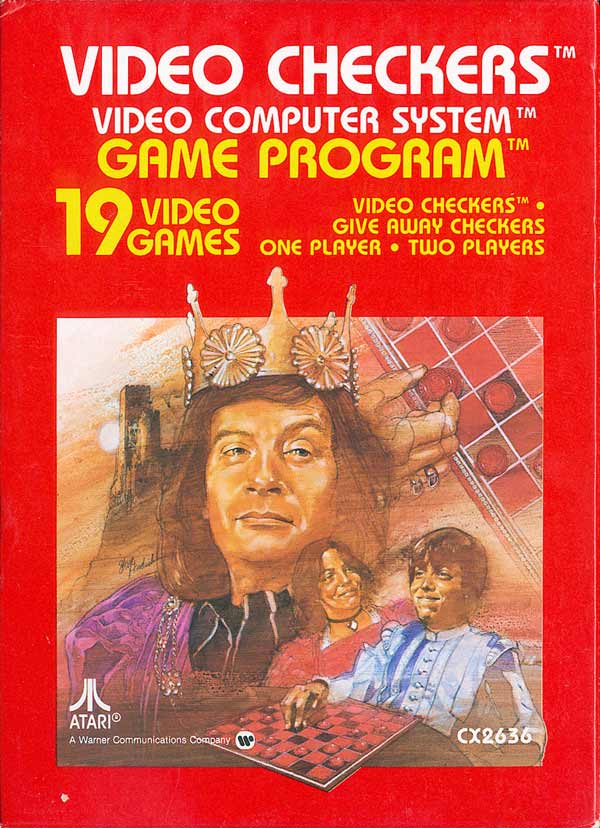 VIDEO CHECKERS™
VIDEO COMPUTER SYSTEM™
GAME PROGRAM™
19 VIDEO GAMES
VIDEO CHECKERS™ •
GIVE AWAY CHECKERS
ONE PLAYER • TWO PLAYERS
ATARI®
A Warner Communications Company
CX2636